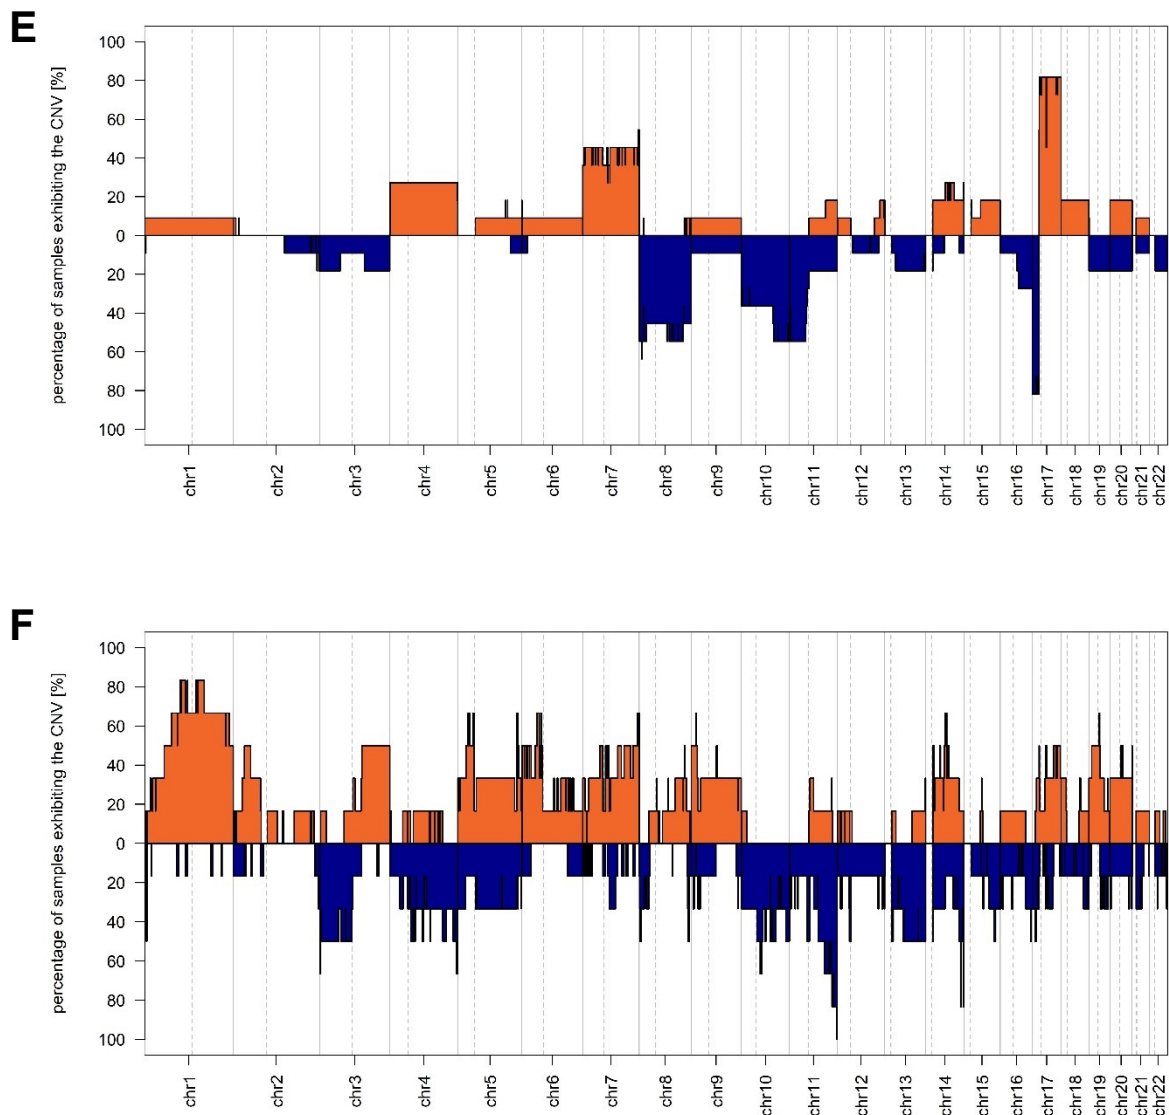 E
percentage of samples exhibiting the CNV [%]
100
80
60
40
20
0
20
40
60
80
100
chr1
chr2
chr3
chr4
chr5
chr6
chr7
chr8
chr9
chr10
chr11
chr12
chr13
chr14
chr15
chr16
chr17
chr18
chr19
chr20
chr21
chr22
F
percentage of samples exhibiting the CNV [%]
100
80
60
40
20
0
20
40
60
80
100
chr1
chr2
chr3
chr4
chr5
chr6
chr7
chr8
chr9
chr10
chr11
chr12
chr13
chr14
chr15
chr16
chr17
chr18
chr19
chr20
chr21
chr22